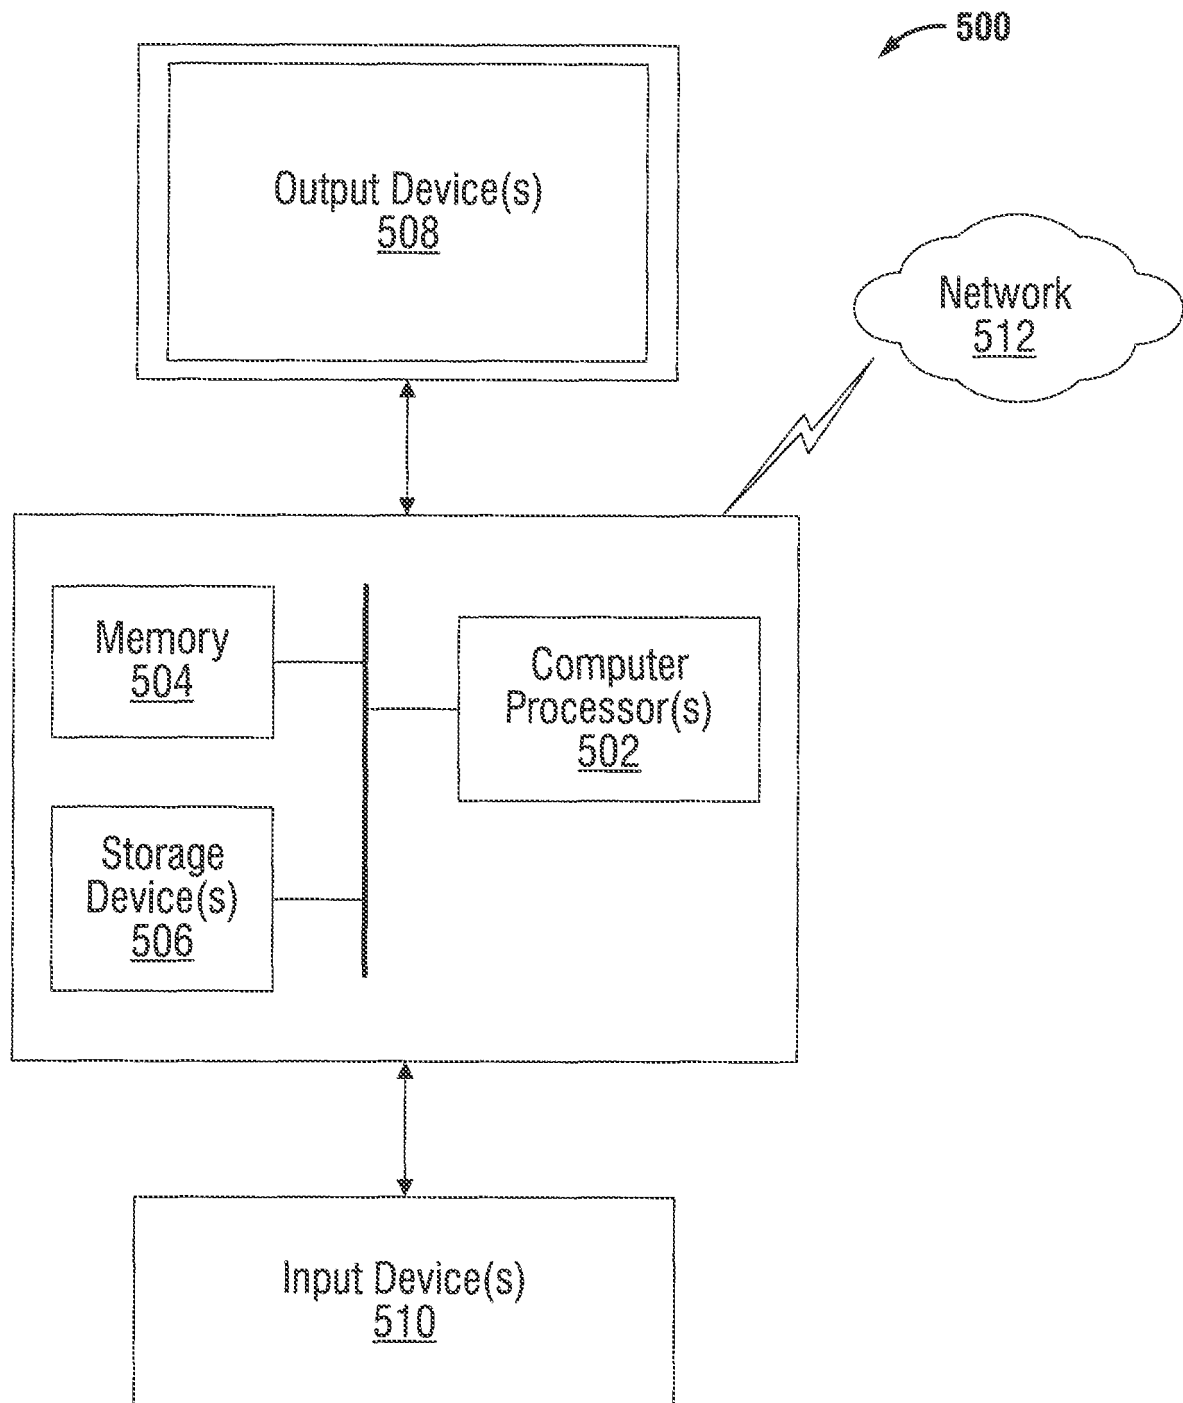 500
Output Device(s)
508
Network
512
Memory
504
Computer
Processor(s)
502
Storage
Device(s)
506
Input Device(s)
510